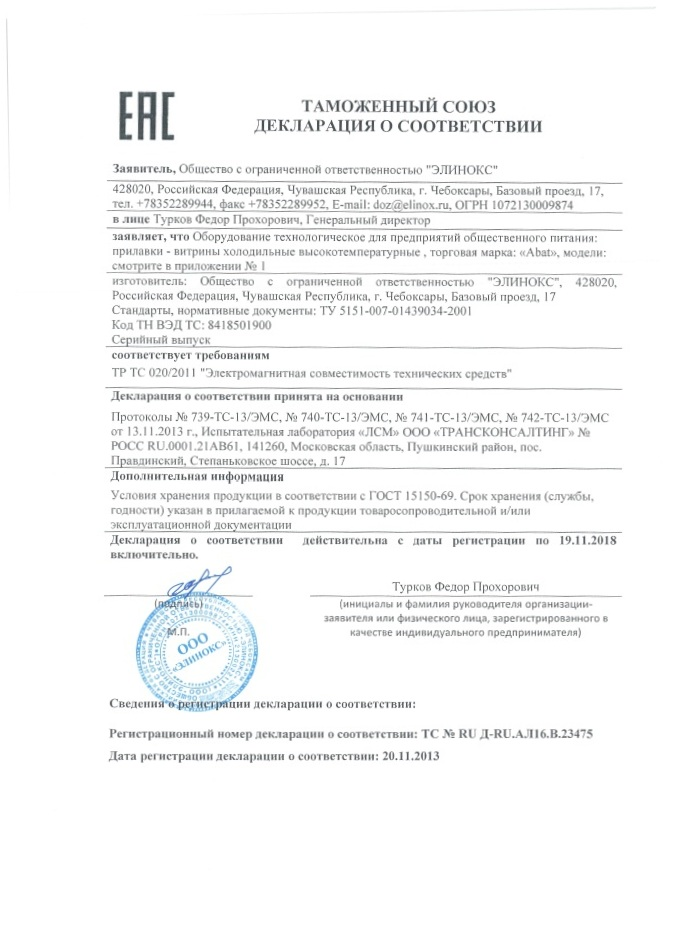 EAC
ТАМОЖЕННЫЙ СОЮЗ
ДЕКЛАРАЦИЯ О СООТВЕТСТВИИ
Заявитель, Общество с ограниченной ответственностью "ЭЛИНОКС"
428020, Российская Федерация, Чувашская Республика, г. Чебоксары, Базовый проезд, 17,
тел. +78352289944, факс +78352289952, E-mail: doz@elinox.ru, ОГРН 1072130009874
в лице Турков Федор Прохорович, Генеральный директор
заявляет, что Оборудование технологическое для предприятий общественного питания:
прилавки - витрины холодильные высокотемпературные , торговая марка: «Abat», модели:
смотрите в приложении № 1
изготовитель: Общество с ограниченной ответственностью "ЭЛИНОКС", 428020,
Российская Федерация, Чувашская Республика, г. Чебоксары, Базовый проезд, 17
Стандарты, нормативные документы: ТУ 5151-007-01439034-2001
Код ТН ВЭД ТС: 8418501900
Серийный выпуск
соответствует требованиям
ТР ТС 020/2011 "Электромагнитная совместимость технических средств"
Декларация о соответствии принята на основании
Протоколы № 739-ТС-13/ЭМС, № 740-ТС-13/ЭМС, № 741-ТС-13/ЭМС, № 742-ТС-13/ЭМС
от 13.11.2013 г., Испытательная лаборатория «ЛСМ» ООО «ТРАНСКОНСАЛТИНГ» №
РОСС RU.0001.21АВ61, 141260, Московская область, Пушкинский район, пос.
Правдинский, Степаньковское шоссе, д. 17
Дополнительная информация
Условия хранения продукции в соответствии с ГОСТ 15150-69. Срок хранения (службы,
годности) указан в прилагаемой к продукции товаросопроводительной и/или
эксплуатационной документации
Декларация о соответствии действительна с даты регистрации по 19.11.2018
включительно.
Турков Федор Прохорович
(подпись)
(инициалы и фамилия руководителя организации-
заявителя или физического лица, зарегистрированного в
качестве индивидуального предпринимателя)
М.П.
ООО
«ЭЛИНОКС»
Сведения о регистрации декларации о соответствии:
Регистрационный номер декларации о соответствии: ТС № RU Д-RU.АЛ16.В.23475
Дата регистрации декларации о соответствии: 20.11.2013